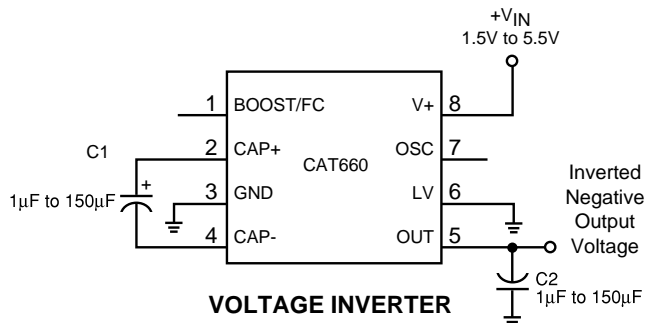 +VIN
1.5V to 5.5V
1 BOOST/FC V+ 8
C1
2 CAP+ OSC 7
CAT660
1μF to 150μF +
3 GND LV 6
4 CAP- OUT 5
Inverted
Negative
Output
Voltage
C2
1μF to 150μF
VOLTAGE INVERTER